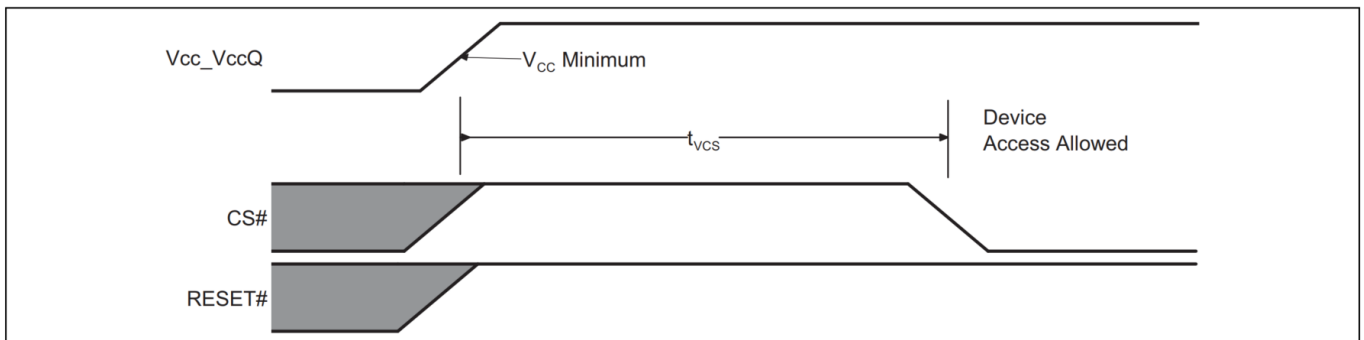 Vcc_VccQ
VCC Minimum
tVCS
Device
Access Allowed
CS#
RESET#